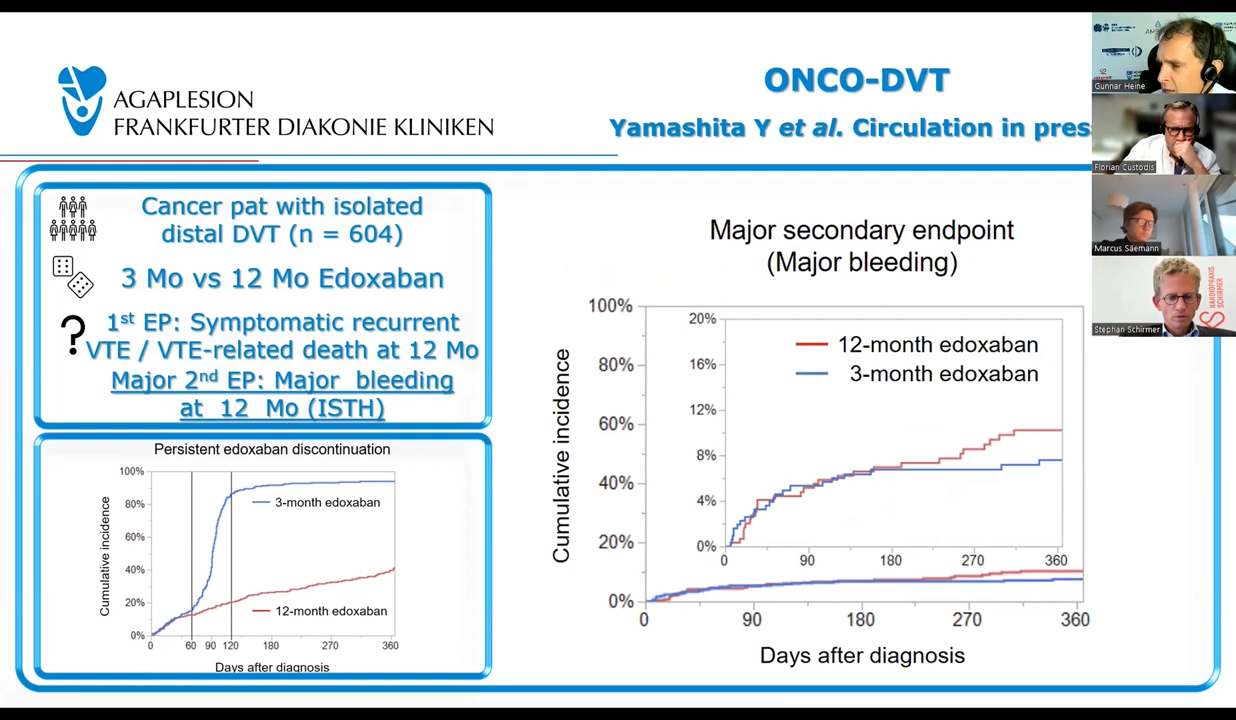 AGAPLESION
FRANKFURTER DIAKONIE KLINIKEN
ONCO-DVT
Yamashita Y et al. Circulation in pres
Cancer pat with isolated
distal DVT (n = 604)
3 Mo vs 12 Mo Edoxaban
?
1st EP: Symptomatic recurrent
VTE / VTE-related death at 12 Mo
Major 2nd EP: Major bleeding
at 12 Mo (ISTH)
Persistent edoxaban discontinuation
Cumulative incidence
100%
80%
60%
40%
20%
0%
3-month edoxaban
12-month edoxaban
0 60 90 120 180 270 360
Days after diagnosis
Major secondary endpoint
(Major bleeding)
Cumulative incidence
100%
80%
60%
40%
20%
0%
20%
16%
12%
8%
4%
0%
12-month edoxaban
3-month edoxaban
0 90 180 270 360
0 90 180 270 360
Days after diagnosis
Gunnar Heine
Florian Custodis
Marcus Säemann
KARDIOPRAXIS
SCHIRMER
Stephan Schirmer